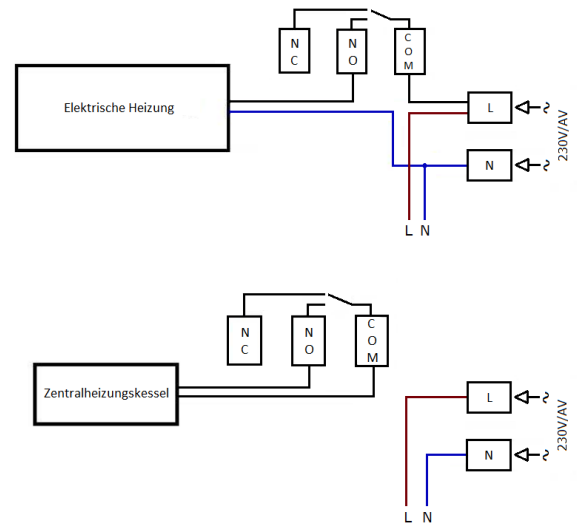 N
C
N
O
C
O
M
Elektrische Heizung
L
230V/AV
N
L N
N
C
N
O
C
O
M
Zentralheizungskessel
L
230V/AV
N
L N